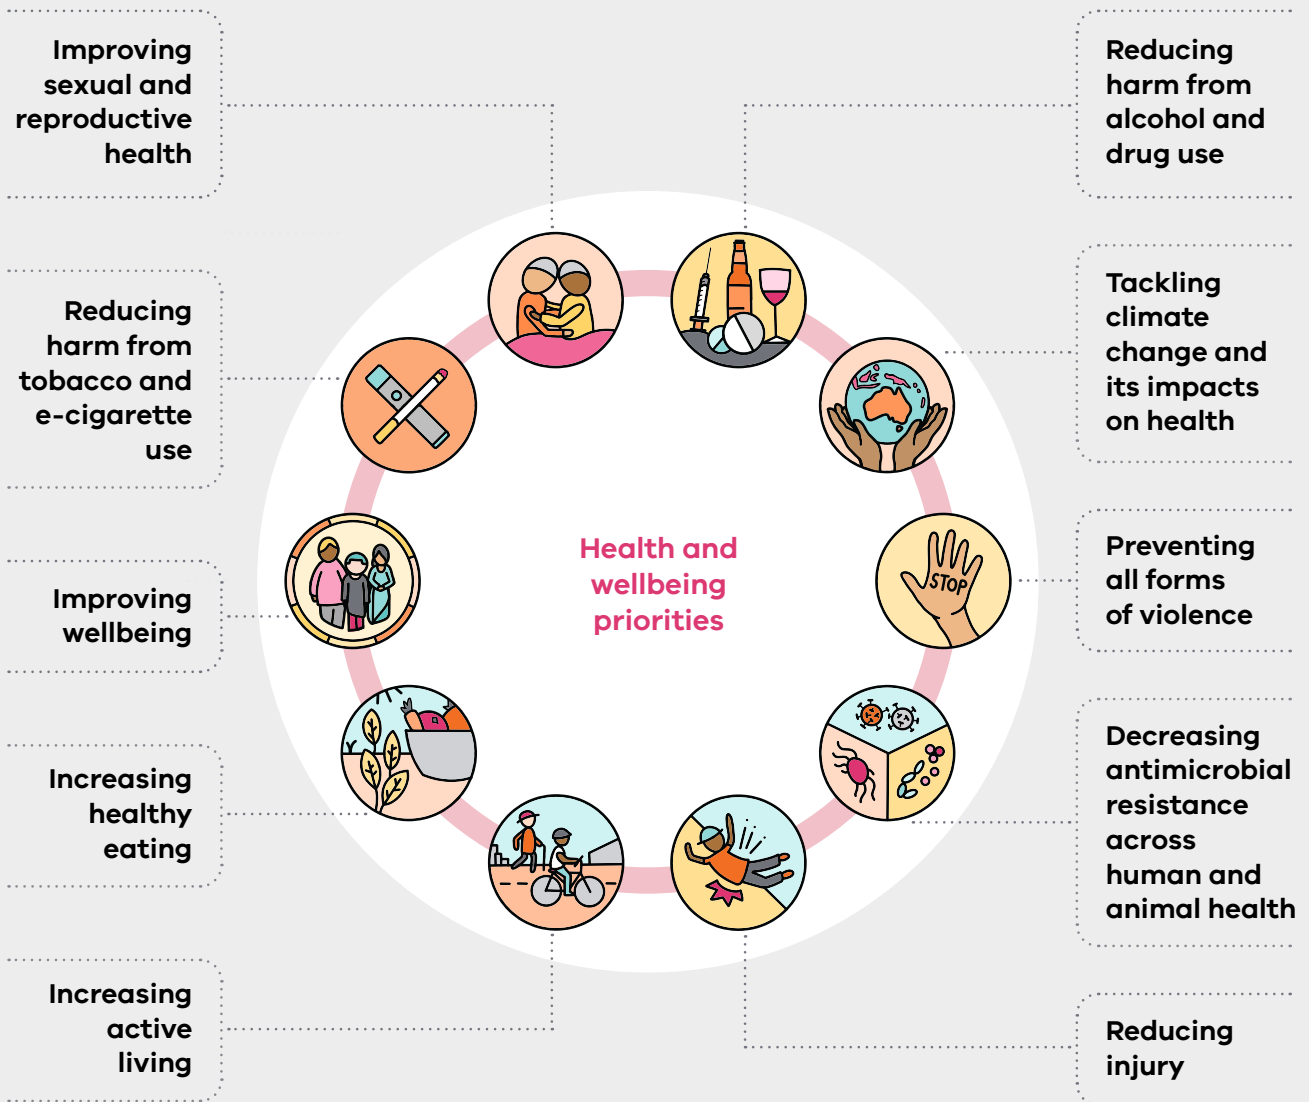 Improving
sexual and
reproductive
health
Reducing
harm from
tobacco and
e-cigarette
use
Improving
wellbeing
Increasing
healthy
eating
Increasing
active
living
Health and
wellbeing
priorities
STOP
Reducing
harm from
alcohol and
drug use
Tackling
climate
change and
its impacts
on health
Preventing
all forms
of violence
Decreasing
antimicrobial
resistance
across
human and
animal health
Reducing
injury